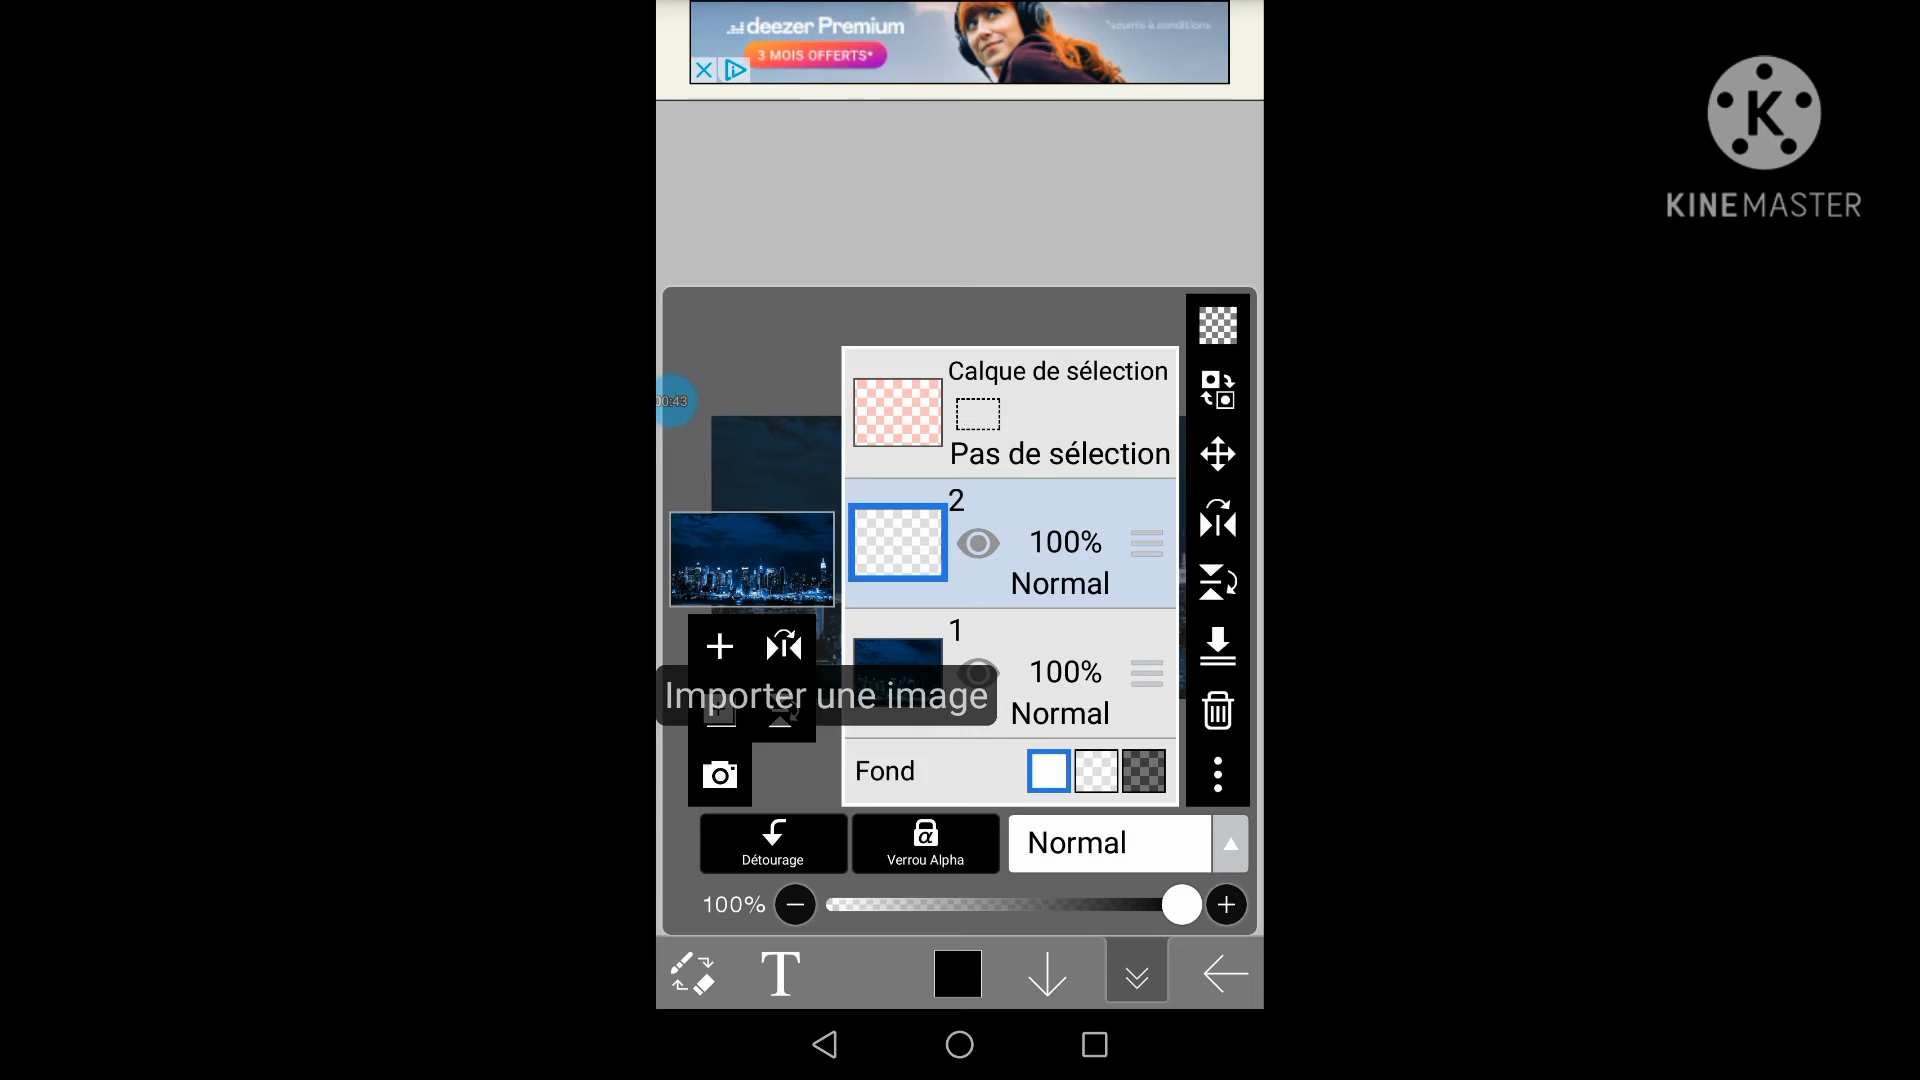 deezer Premium
*soumis à conditions
3 MOIS OFFERTS*
K
KINEMASTER
Calque de sélection
00:43
Pas de sélection
2
100%
Normal
1
100%
Importer une image
Normal
Fond
Détourage
α
Verrou Alpha
Normal
100%
T